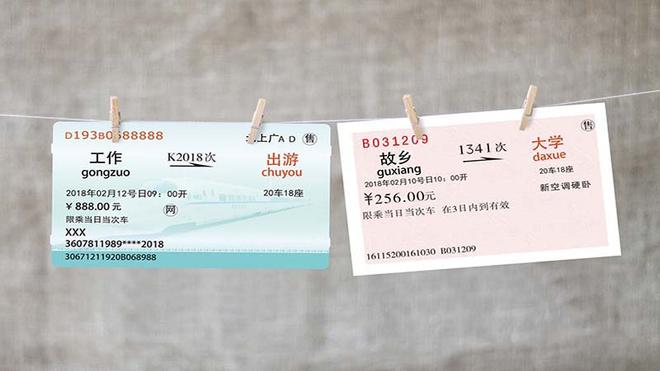 D193B0688888
上广A D 售
工作 K2018次 出游
gongzuo chuyou
2018年02月12号日09：00开 20车18座
￥888.00元 网
限乘当日当次车
XXX
3607811989****2018
30671211920B068988
B031209 售
故乡 1341次 大学
guxiang daxue
2018年02月10号日10：00开 20车18座
￥256.00元 新空调硬卧
限乘当日当次车 在3日内到有效
16115200161030 B031209